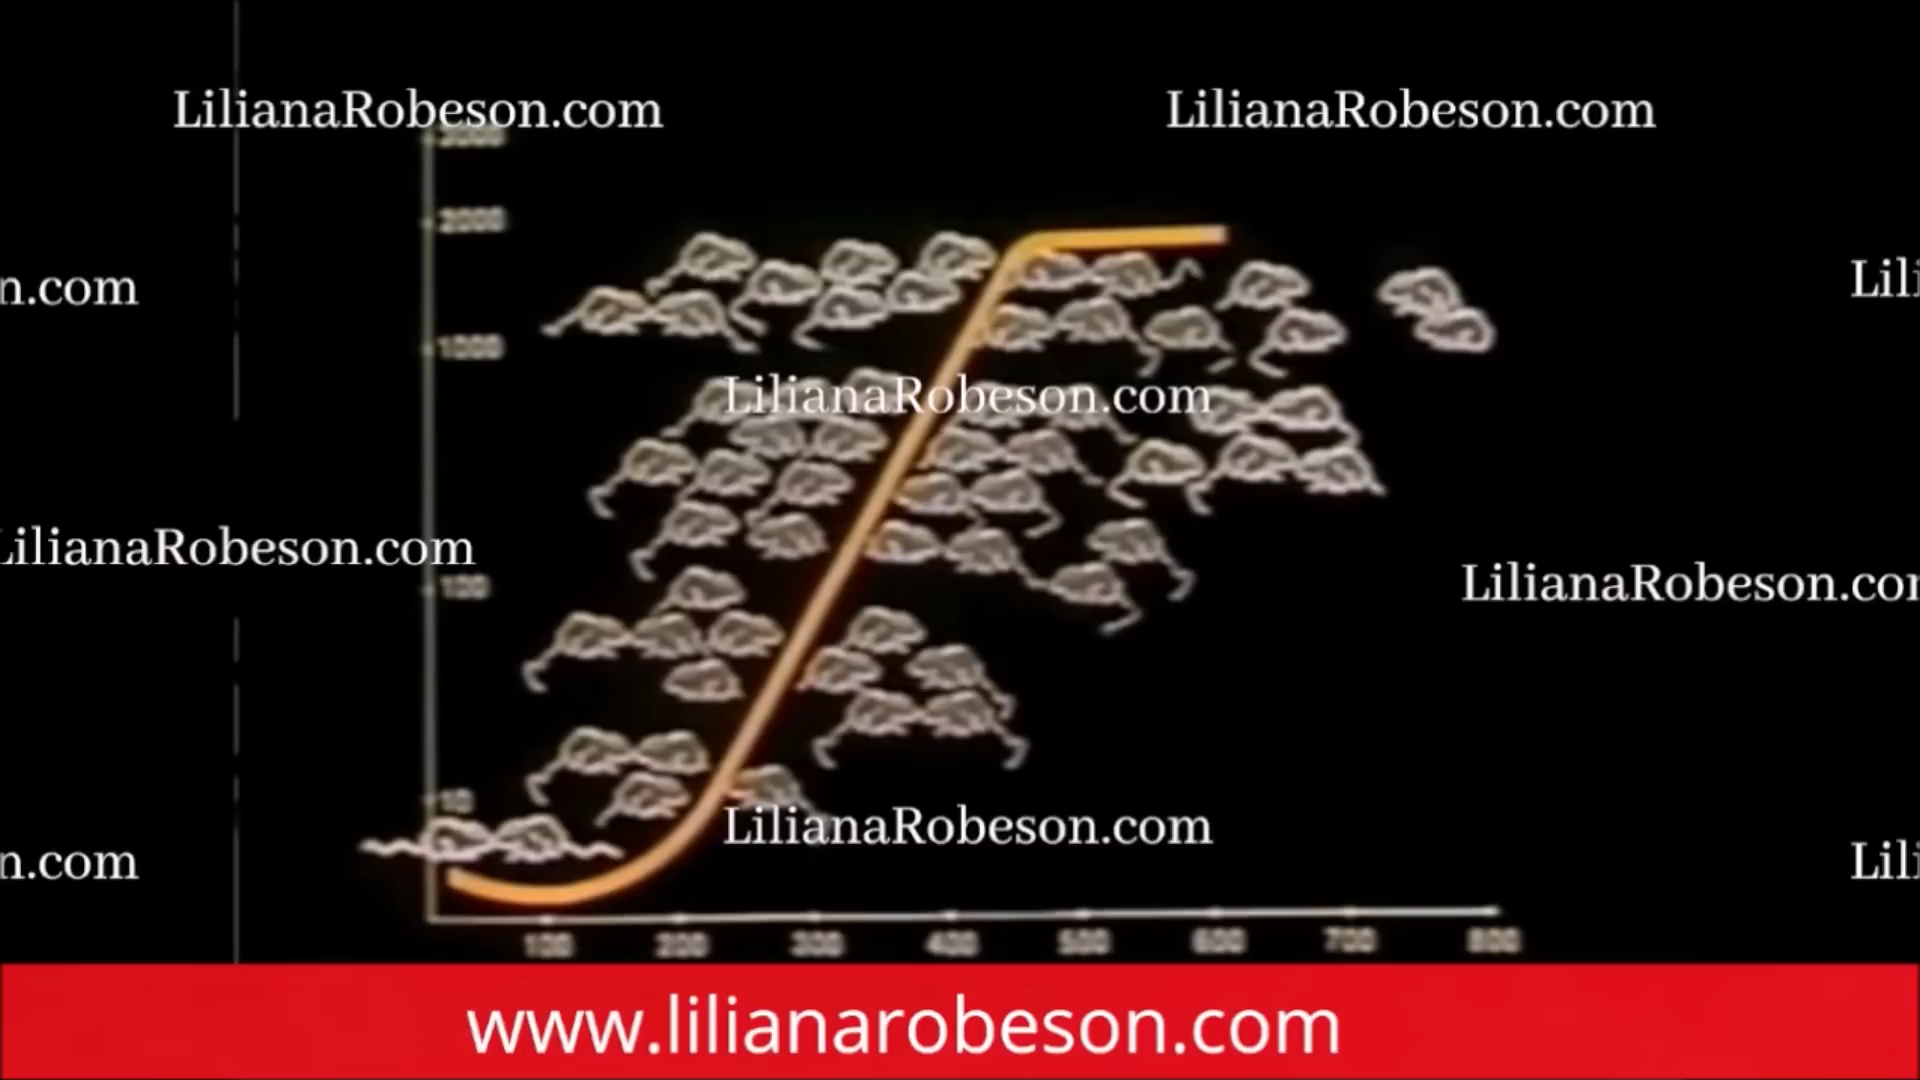 LilianaRobeson.com LilianaRobeson.com
2000
n.com Lili
1000
LilianaRobeson.com
LilianaRobeson.com
100
LilianaRobeson.cor
10
LilianaRobeson.com
n.com Lili
100 200 300 400 500 600 700 800
www.lilianarobeson.com